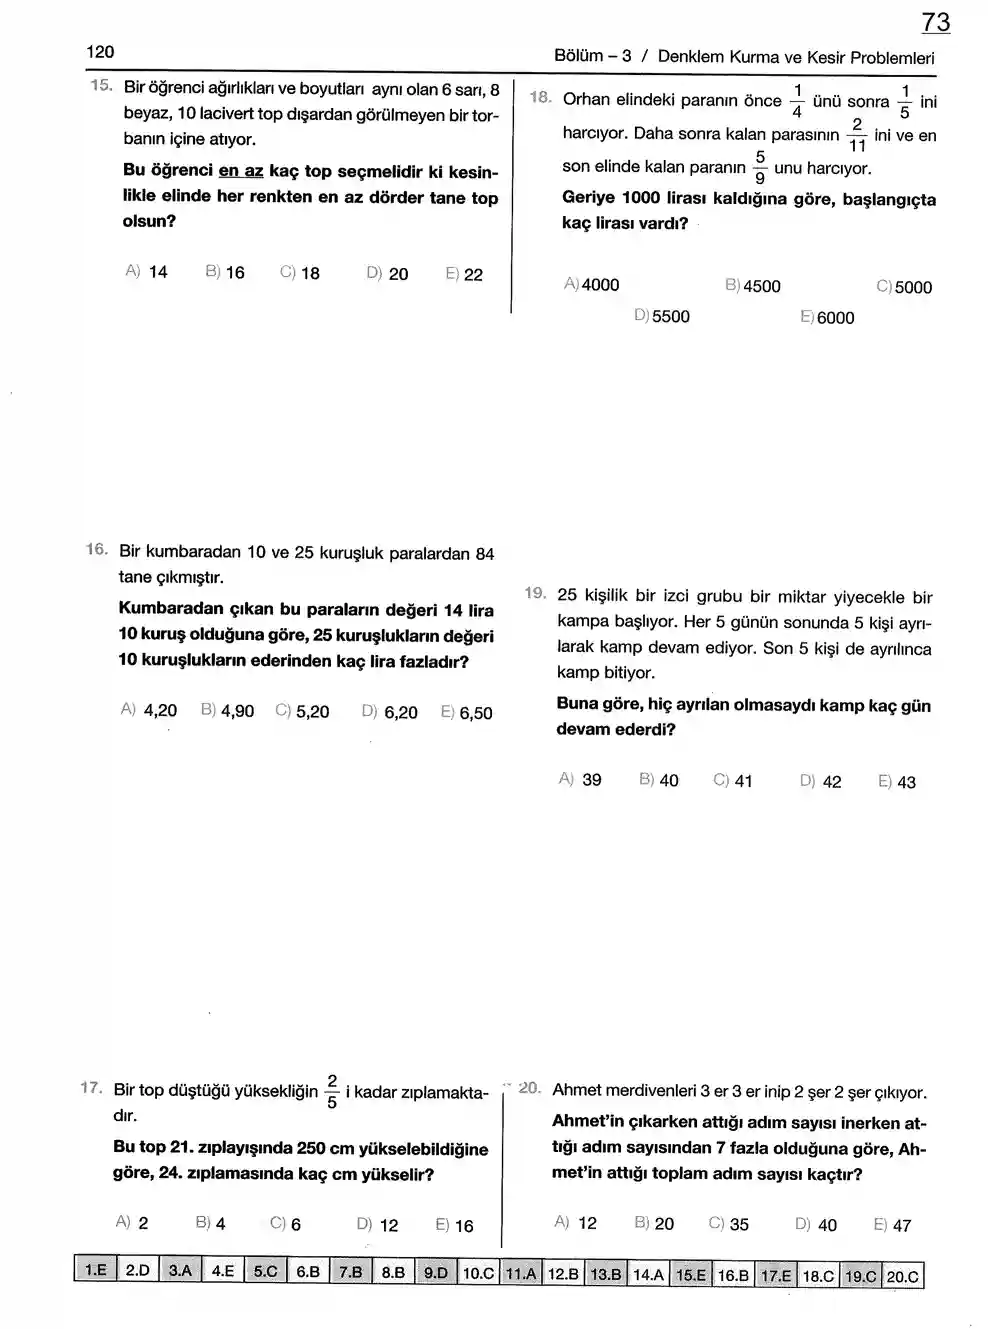 73
120
Bölüm – 3 / Denklem Kurma ve Kesir Problemleri
15. Bir öğrenci ağırlıkları ve boyutları aynı olan 6 sarı, 8
beyaz, 10 lacivert top dışardan görülmeyen bir tor-
banın içine atıyor.
Bu öğrenci en az kaç top seçmelidir ki kesin-
likle elinde her renkten en az dörder tane top
olsun?
A) 14 B) 16 C) 18 D) 20 E) 22
16. Bir kumbaradan 10 ve 25 kuruşluk paralardan 84
tane çıkmıştır.
Kumbaradan çıkan bu paraların değeri 14 lira
10 kuruş olduğuna göre, 25 kuruşlukların değeri
10 kuruşlukların ederinden kaç lira fazladır?
A) 4,20 B) 4,90 C) 5,20 D) 6,20 E) 6,50
17. Bir top düştüğü yüksekliğin 2/5 i kadar zıplamakta-
dır.
Bu top 21. zıplayışında 250 cm yükselebildiğine
göre, 24. zıplamasında kaç cm yükselir?
A) 2 B) 4 C) 6 D) 12 E) 16
18. Orhan elindeki paranın önce 1/4 ünü sonra 1/5 ini
harcıyor. Daha sonra kalan parasının 2/11 ini ve en
son elinde kalan paranın 5/9 unu harcıyor.
Geriye 1000 lirası kaldığına göre, başlangıçta
kaç lirası vardı?
A) 4000 B) 4500 C) 5000
D) 5500 E) 6000
19. 25 kişilik bir izci grubu bir miktar yiyecekle bir
kampa başlıyor. Her 5 günün sonunda 5 kişi ayrı-
larak kamp devam ediyor. Son 5 kişi de ayrılınca
kamp bitiyor.
Buna göre, hiç ayrılan olmasaydı kamp kaç gün
devam ederdi?
A) 39 B) 40 C) 41 D) 42 E) 43
20. Ahmet merdivenleri 3 er 3 er inip 2 şer 2 şer çıkıyor.
Ahmet'in çıkarken attığı adım sayısı inerken at-
tığı adım sayısından 7 fazla olduğuna göre, Ah-
met'in attığı toplam adım sayısı kaçtır?
A) 12 B) 20 C) 35 D) 40 E) 47
1.E 2.D 3.A 4.E 5.C 6.B 7.B 8.B 9.D 10.C 11.A 12.B 13.B 14.A 15.E 16.B 17.E 18.C 19.C 20.C